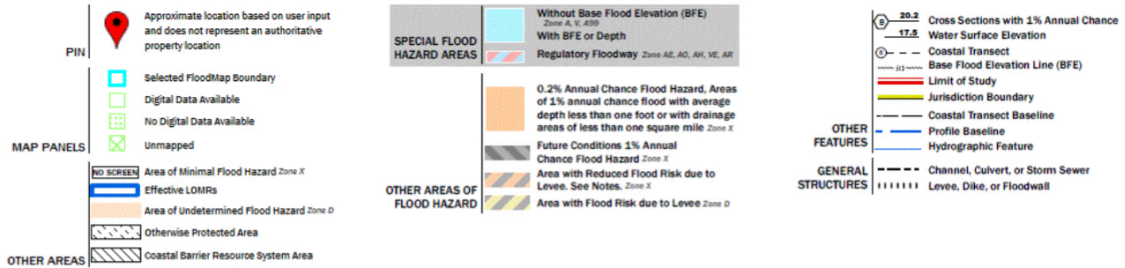 PIN
Approximate location based on user input
and does not represent an authoritative
property location
MAP PANELS
Selected FloodMap Boundary
Digital Data Available
No Digital Data Available
Unmapped
OTHER AREAS
NO SCREEN Area of Minimal Flood Hazard Zone X
Effective LOMRs
Area of Undetermined Flood Hazard Zone D
Otherwise Protected Area
Coastal Barrier Resource System Area
SPECIAL FLOOD
HAZARD AREAS
Without Base Flood Elevation (BFE)
Zone A, V, A99
With BFE or Depth
Regulatory Floodway Zone AE, AO, AH, VE, AR
OTHER AREAS OF
FLOOD HAZARD
0.2% Annual Chance Flood Hazard, Areas
of 1% annual chance flood with average
depth less than one foot or with drainage
areas of less than one square mile Zone X
Future Conditions 1% Annual
Chance Flood Hazard Zone X
Area with Reduced Flood Risk due to
Levee. See Notes. Zone X
Area with Flood Risk due to Levee Zone D
OTHER
FEATURES
20.2 Cross Sections with 1% Annual Chance
17.5 Water Surface Elevation
Coastal Transect
Base Flood Elevation Line (BFE)
Limit of Study
Jurisdiction Boundary
Coastal Transect Baseline
Profile Baseline
Hydrographic Feature
GENERAL
STRUCTURES
Channel, Culvert, or Storm Sewer
Levee, Dike, or Floodwall